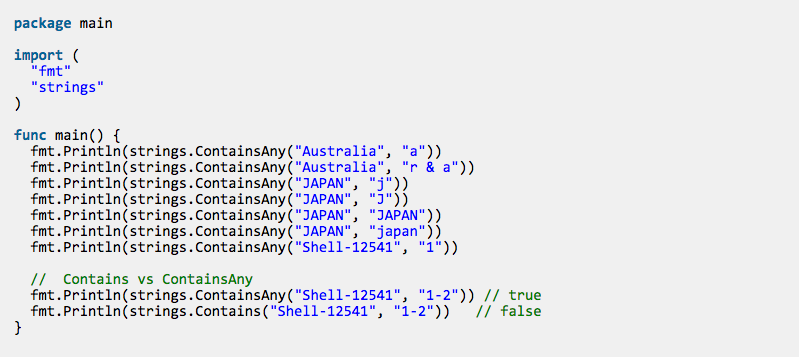 package main

import (
  "fmt"
  "strings"
)

func main() {
  fmt.Println(strings.ContainsAny("Australia", "a"))
  fmt.Println(strings.ContainsAny("Australia", "r & a"))
  fmt.Println(strings.ContainsAny("JAPAN", "j"))
  fmt.Println(strings.ContainsAny("JAPAN", "J"))
  fmt.Println(strings.ContainsAny("JAPAN", "JAPAN"))
  fmt.Println(strings.ContainsAny("JAPAN", "japan"))
  fmt.Println(strings.ContainsAny("Shell-12541", "1"))

  //  Contains vs ContainsAny
  fmt.Println(strings.ContainsAny("Shell-12541", "1-2")) // true
  fmt.Println(strings.Contains("Shell-12541", "1-2"))   // false
}